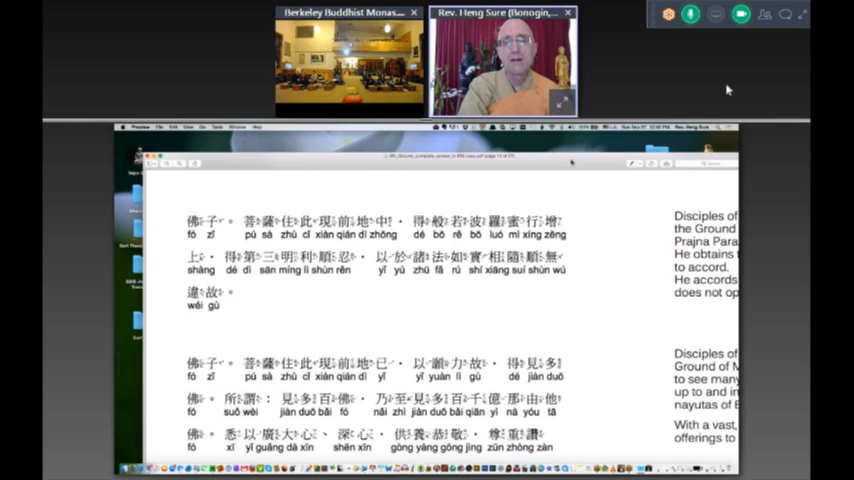 Berkeley Buddhist Monas...
Rev. Heng Sure (Bonogin,...
Rev. Heng Sure
佛子。菩薩住此現前地中，得般若波羅蜜行增
fó zǐ pú sà zhù cǐ xiàn qián dì zhōng dé bō rě bō luó mì xíng zēng
上，得第三明利順忍，以於諸法如實相隨順無
shàng dé dì sān míng lì shùn rěn yǐ yú zhū fǎ rú shí xiāng suí shùn wú
違故。
wéi gù
佛子。菩薩住此現前地已，以願力故，得見多
fó zǐ pú sà zhù cǐ xiàn qián dì yǐ yǐ yuàn lì gù dé jiàn duō
佛。所謂：見多百佛，乃至見多百千億那由他
fó suǒ wèi jiàn duō bǎi fó nǎi zhì jiàn duō bǎi qiān yì nà yóu tā
佛。悉以廣大心、深心，供養恭敬，尊重讚
fó xī yǐ guǎng dà xīn shēn xīn gòng yàng gōng jìng zūn zhòng zàn
Disciples of
the Ground
Prajna Para
He obtains
to accord.
He accords
does not op
Disciples of
Ground of M
to see many
up to and in
nayutas of B
With a vast,
offerings to